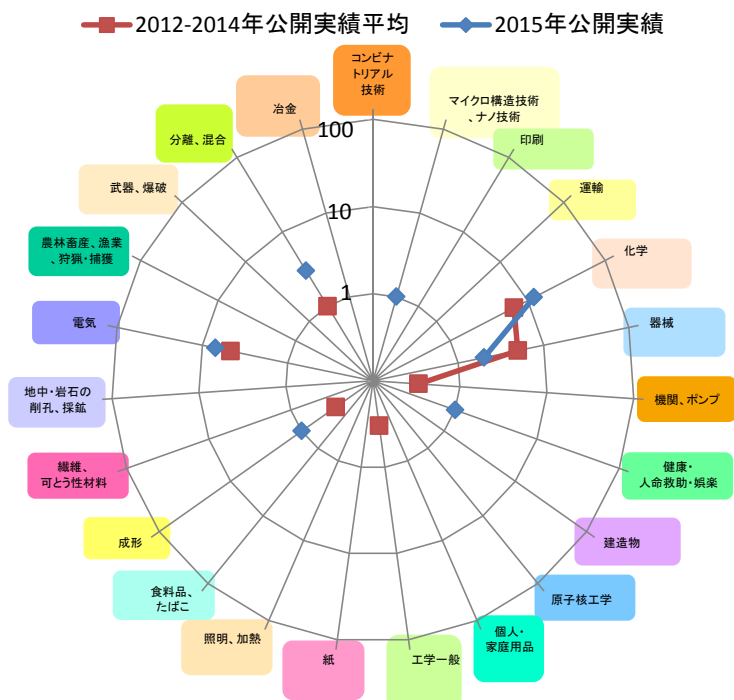 2012-2014年公開実績平均
2015年公開実績
コンビナ
トリアル
技術
マイクロ構造技術
、ナノ技術
印刷
運輸
化学
器械
機関、ポンプ
健康・
人命救助・娯楽
建造物
原子核工学
個人・
家庭用品
工学一般
紙
照明、加熱
食料品、
たばこ
成形
繊維、
可とう性材料
地中・岩石の
削孔、採鉱
電気
農林畜産、漁業
、狩猟・捕獲
武器、爆破
分離、混合
冶金
100
10
1